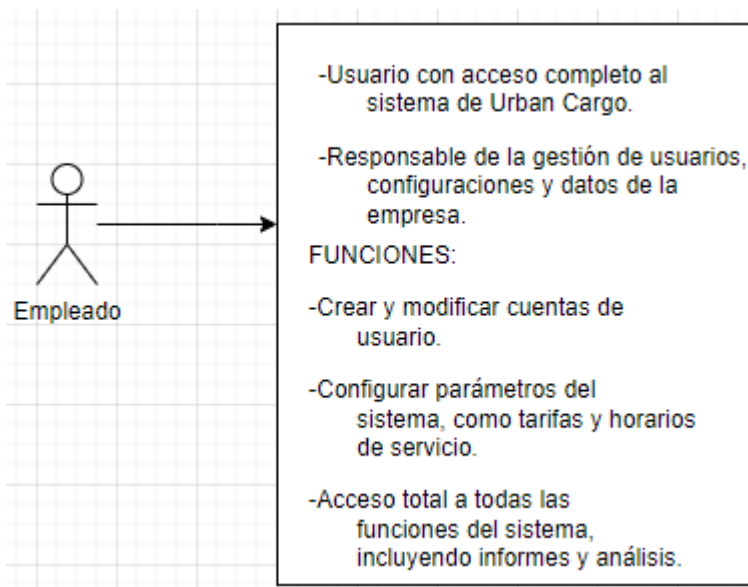 -Usuario con acceso completo al
sistema de Urban Cargo.
-Responsable de la gestión de usuarios,
configuraciones y datos de la
empresa.
FUNCIONES:
-Crear y modificar cuentas de
usuario.
-Configurar parámetros del
sistema, como tarifas y horarios
de servicio.
-Acceso total a todas las
funciones del sistema,
incluyendo informes y análisis.
Empleado